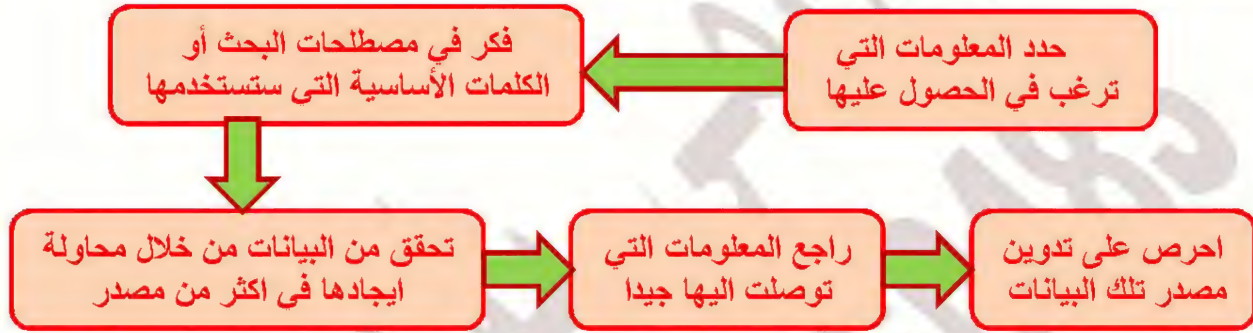 حدد المعلومات التي
ترغب في الحصول عليها
فكر في مصطلحات البحث أو
الكلمات الأساسية التي ستستخدمها
تحقق من البيانات من خلال محاولة
ايجادها في اكثر من مصدر
راجع المعلومات التي
توصلت اليها جيدا
احرص على تدوين
مصدر تلك البيانات